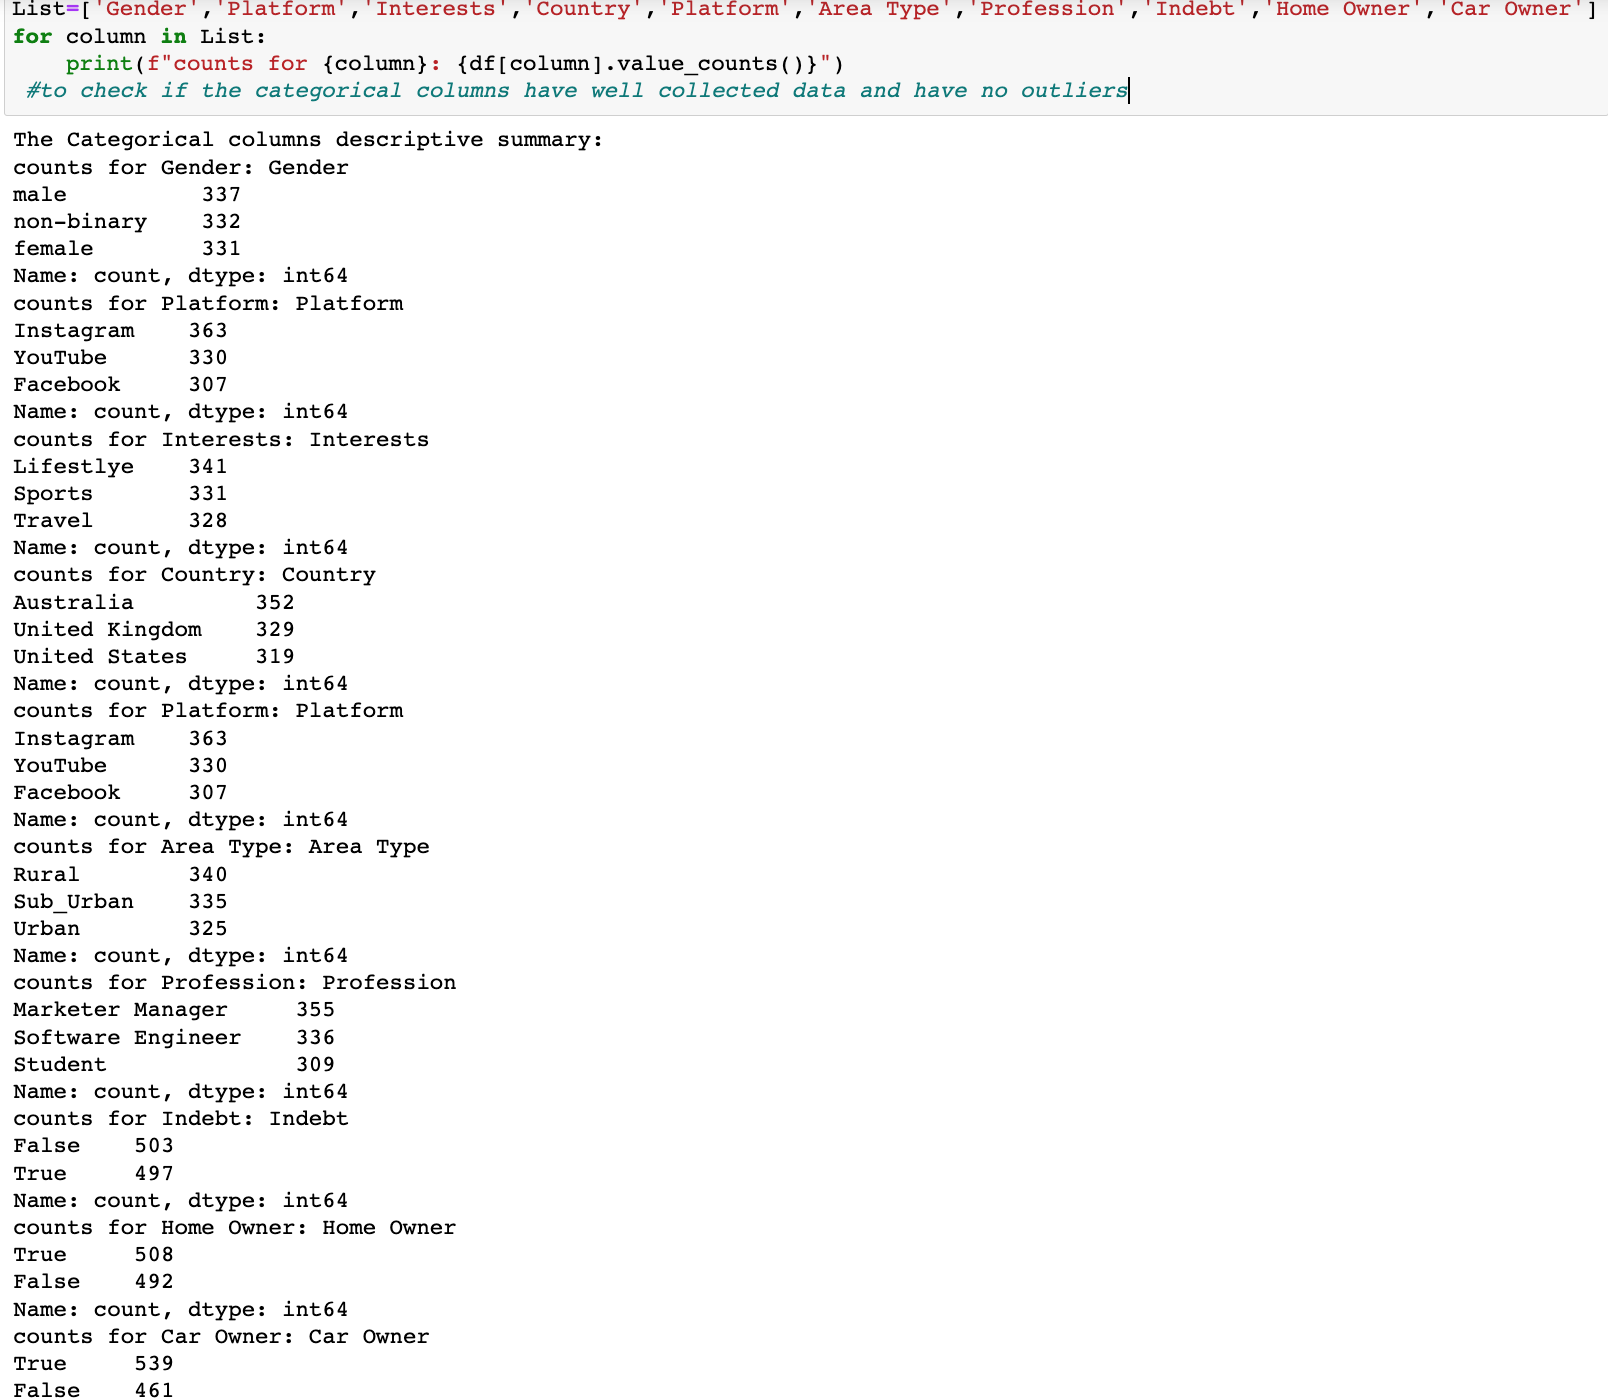 List=['Gender','Platform','Interests','Country','Platform','Area Type','Profession','Indebt','Home Owner','Car Owner']
for column in List:
    print(f"counts for {column}: {df[column].value_counts()}")
 #to check if the categorical columns have well collected data and have no outliers
The Categorical columns descriptive summary:
counts for Gender: Gender
male          337
non-binary    332
female        331
Name: count, dtype: int64
counts for Platform: Platform
Instagram    363
YouTube      330
Facebook     307
Name: count, dtype: int64
counts for Interests: Interests
Lifestlye    341
Sports       331
Travel       328
Name: count, dtype: int64
counts for Country: Country
Australia         352
United Kingdom    329
United States     319
Name: count, dtype: int64
counts for Platform: Platform
Instagram    363
YouTube      330
Facebook     307
Name: count, dtype: int64
counts for Area Type: Area Type
Rural        340
Sub_Urban    335
Urban        325
Name: count, dtype: int64
counts for Profession: Profession
Marketer Manager     355
Software Engineer    336
Student              309
Name: count, dtype: int64
counts for Indebt: Indebt
False    503
True     497
Name: count, dtype: int64
counts for Home Owner: Home Owner
True     508
False    492
Name: count, dtype: int64
counts for Car Owner: Car Owner
True     539
False    461